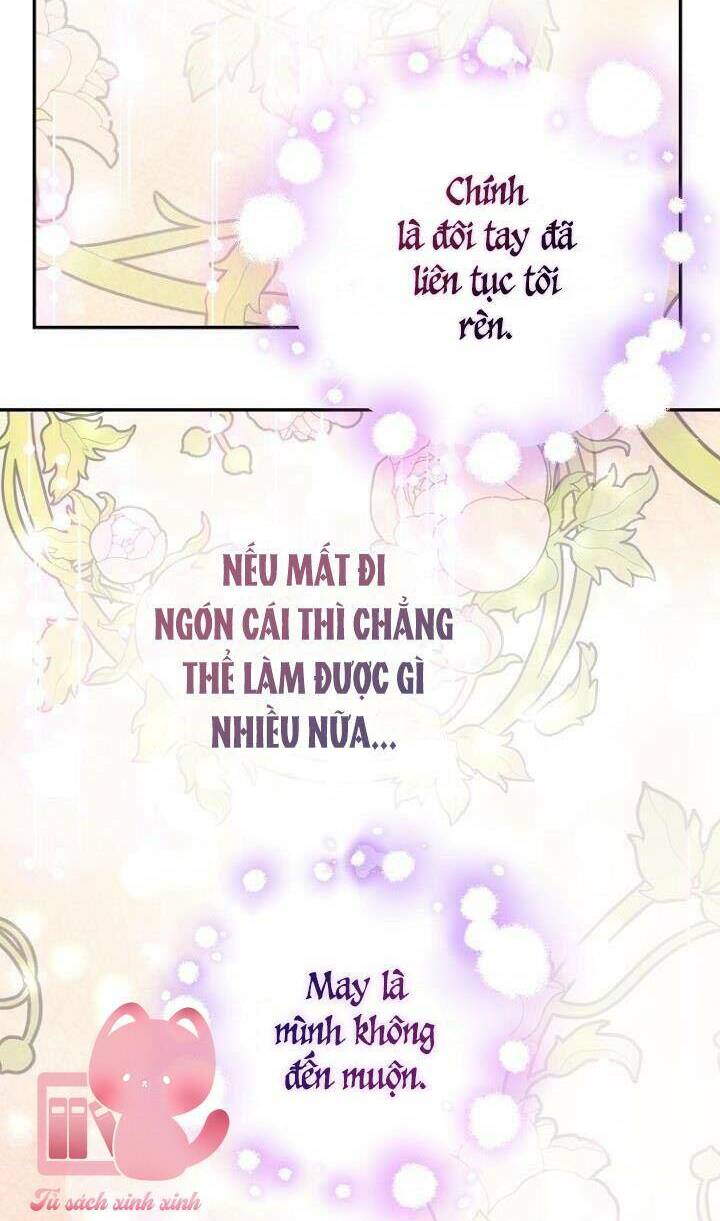 Chính
là đôi tay đã
liên tục tôi
rèn.
NẾU MẤT ĐI
NGÓN CÁI THÌ CHẲNG
THỂ LÀM ĐƯỢC GÌ
NHIỀU NỮA...
May là
mình không
đến muộn.
Tủ sách xinh xinh